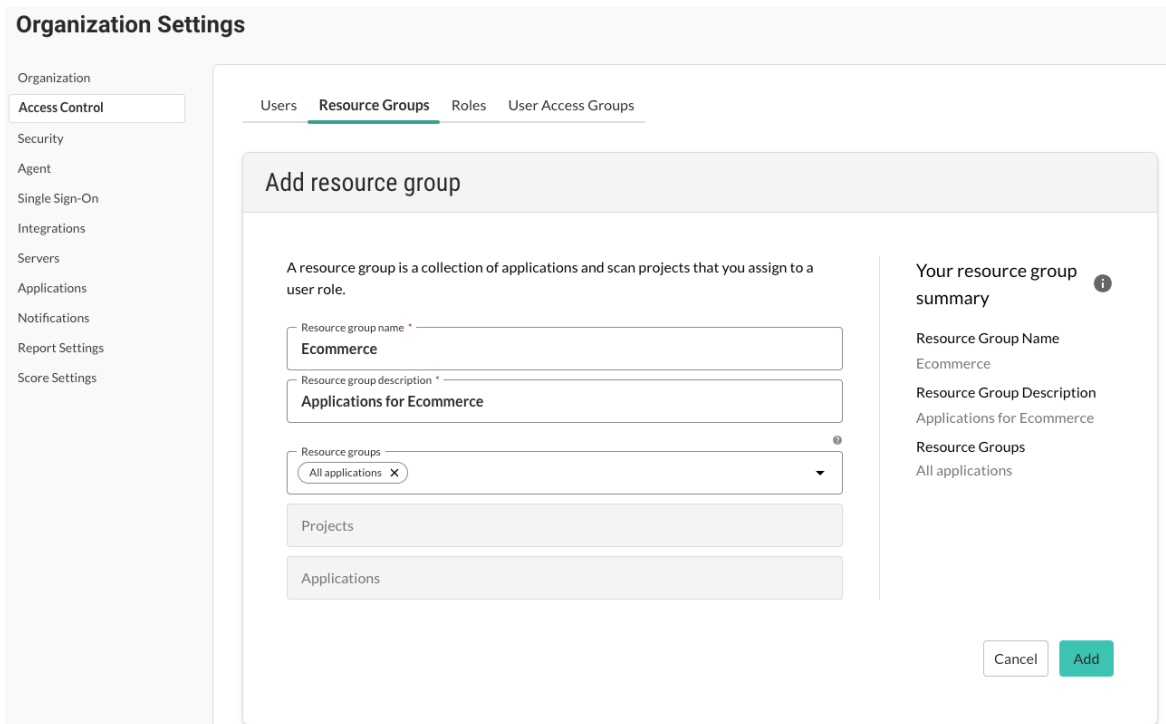 Organization Settings
Organization
Access Control
Security
Agent
Single Sign-On
Integrations
Servers
Applications
Notifications
Report Settings
Score Settings
Users Resource Groups Roles User Access Groups
Add resource group
A resource group is a collection of applications and scan projects that you assign to a
user role.
Resource group name *
Ecommerce
Resource group description *
Applications for Ecommerce
Resource groups
All applications
Projects
Applications
Your resource group
summary
Resource Group Name
Ecommerce
Resource Group Description
Applications for Ecommerce
Resource Groups
All applications
Cancel Add